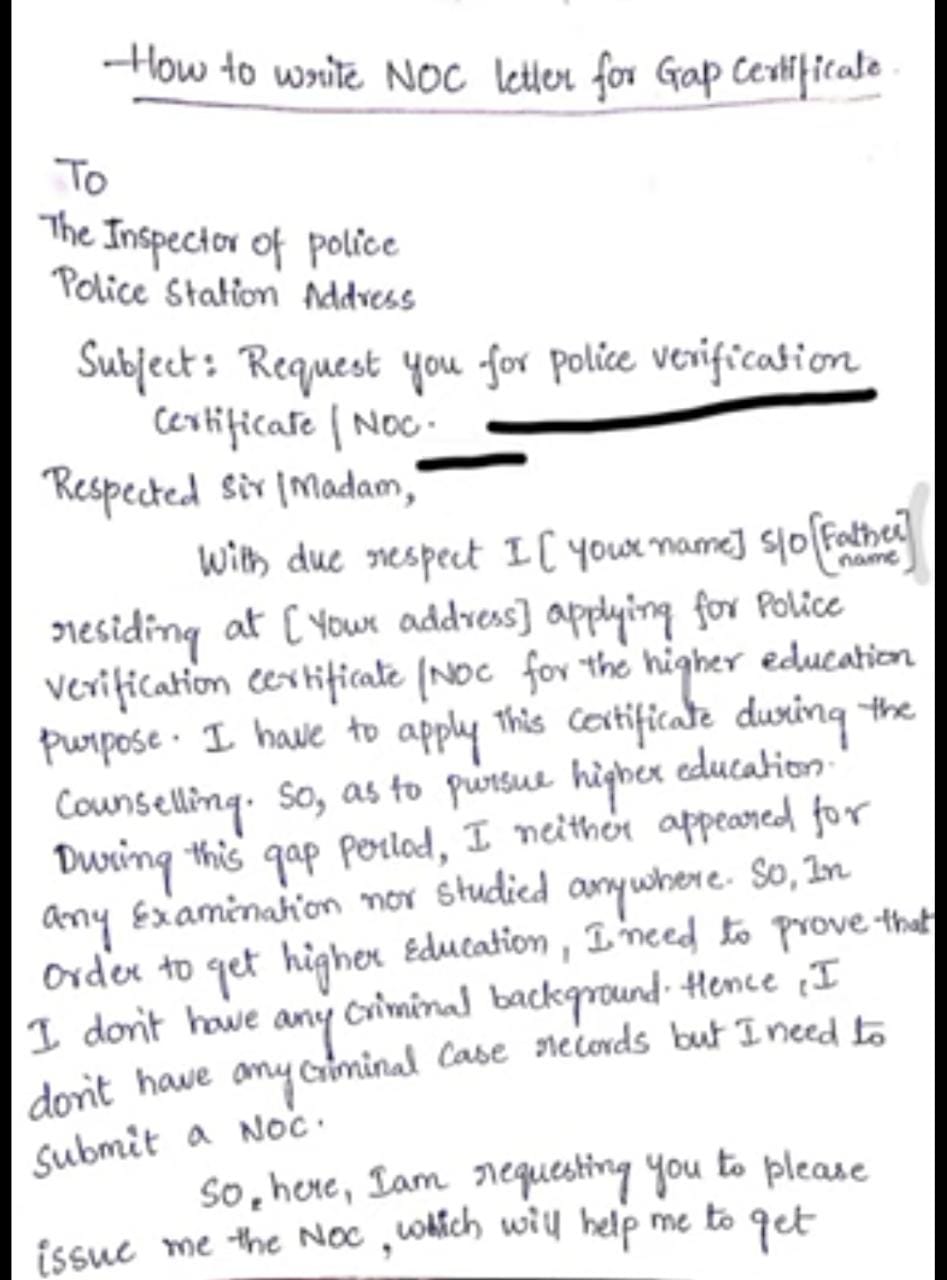 How to write NOC letter for Gap Certificate.
To
The Inspector of police
Police Station Address
Subject: Request you for police verification
Certificate / NOC.
Respected Sir/Madam,
With due respect I [your name] S/O [Father name]
residing at [Your address] applying for Police
verification certificate /NOC for the higher education
purpose. I have to apply this certificate during the
Counselling. So, as to pursue higher education.
During this gap Period, I neither appeared for
any Examination nor studied anywhere. So, In
order to get higher Education, I need to prove that
I don't have any Criminal background. Hence, I
don't have any criminal Case records but I need to
Submit a NOC.
So, here, I am requesting you to please
issue me the NOC, which will help me to get